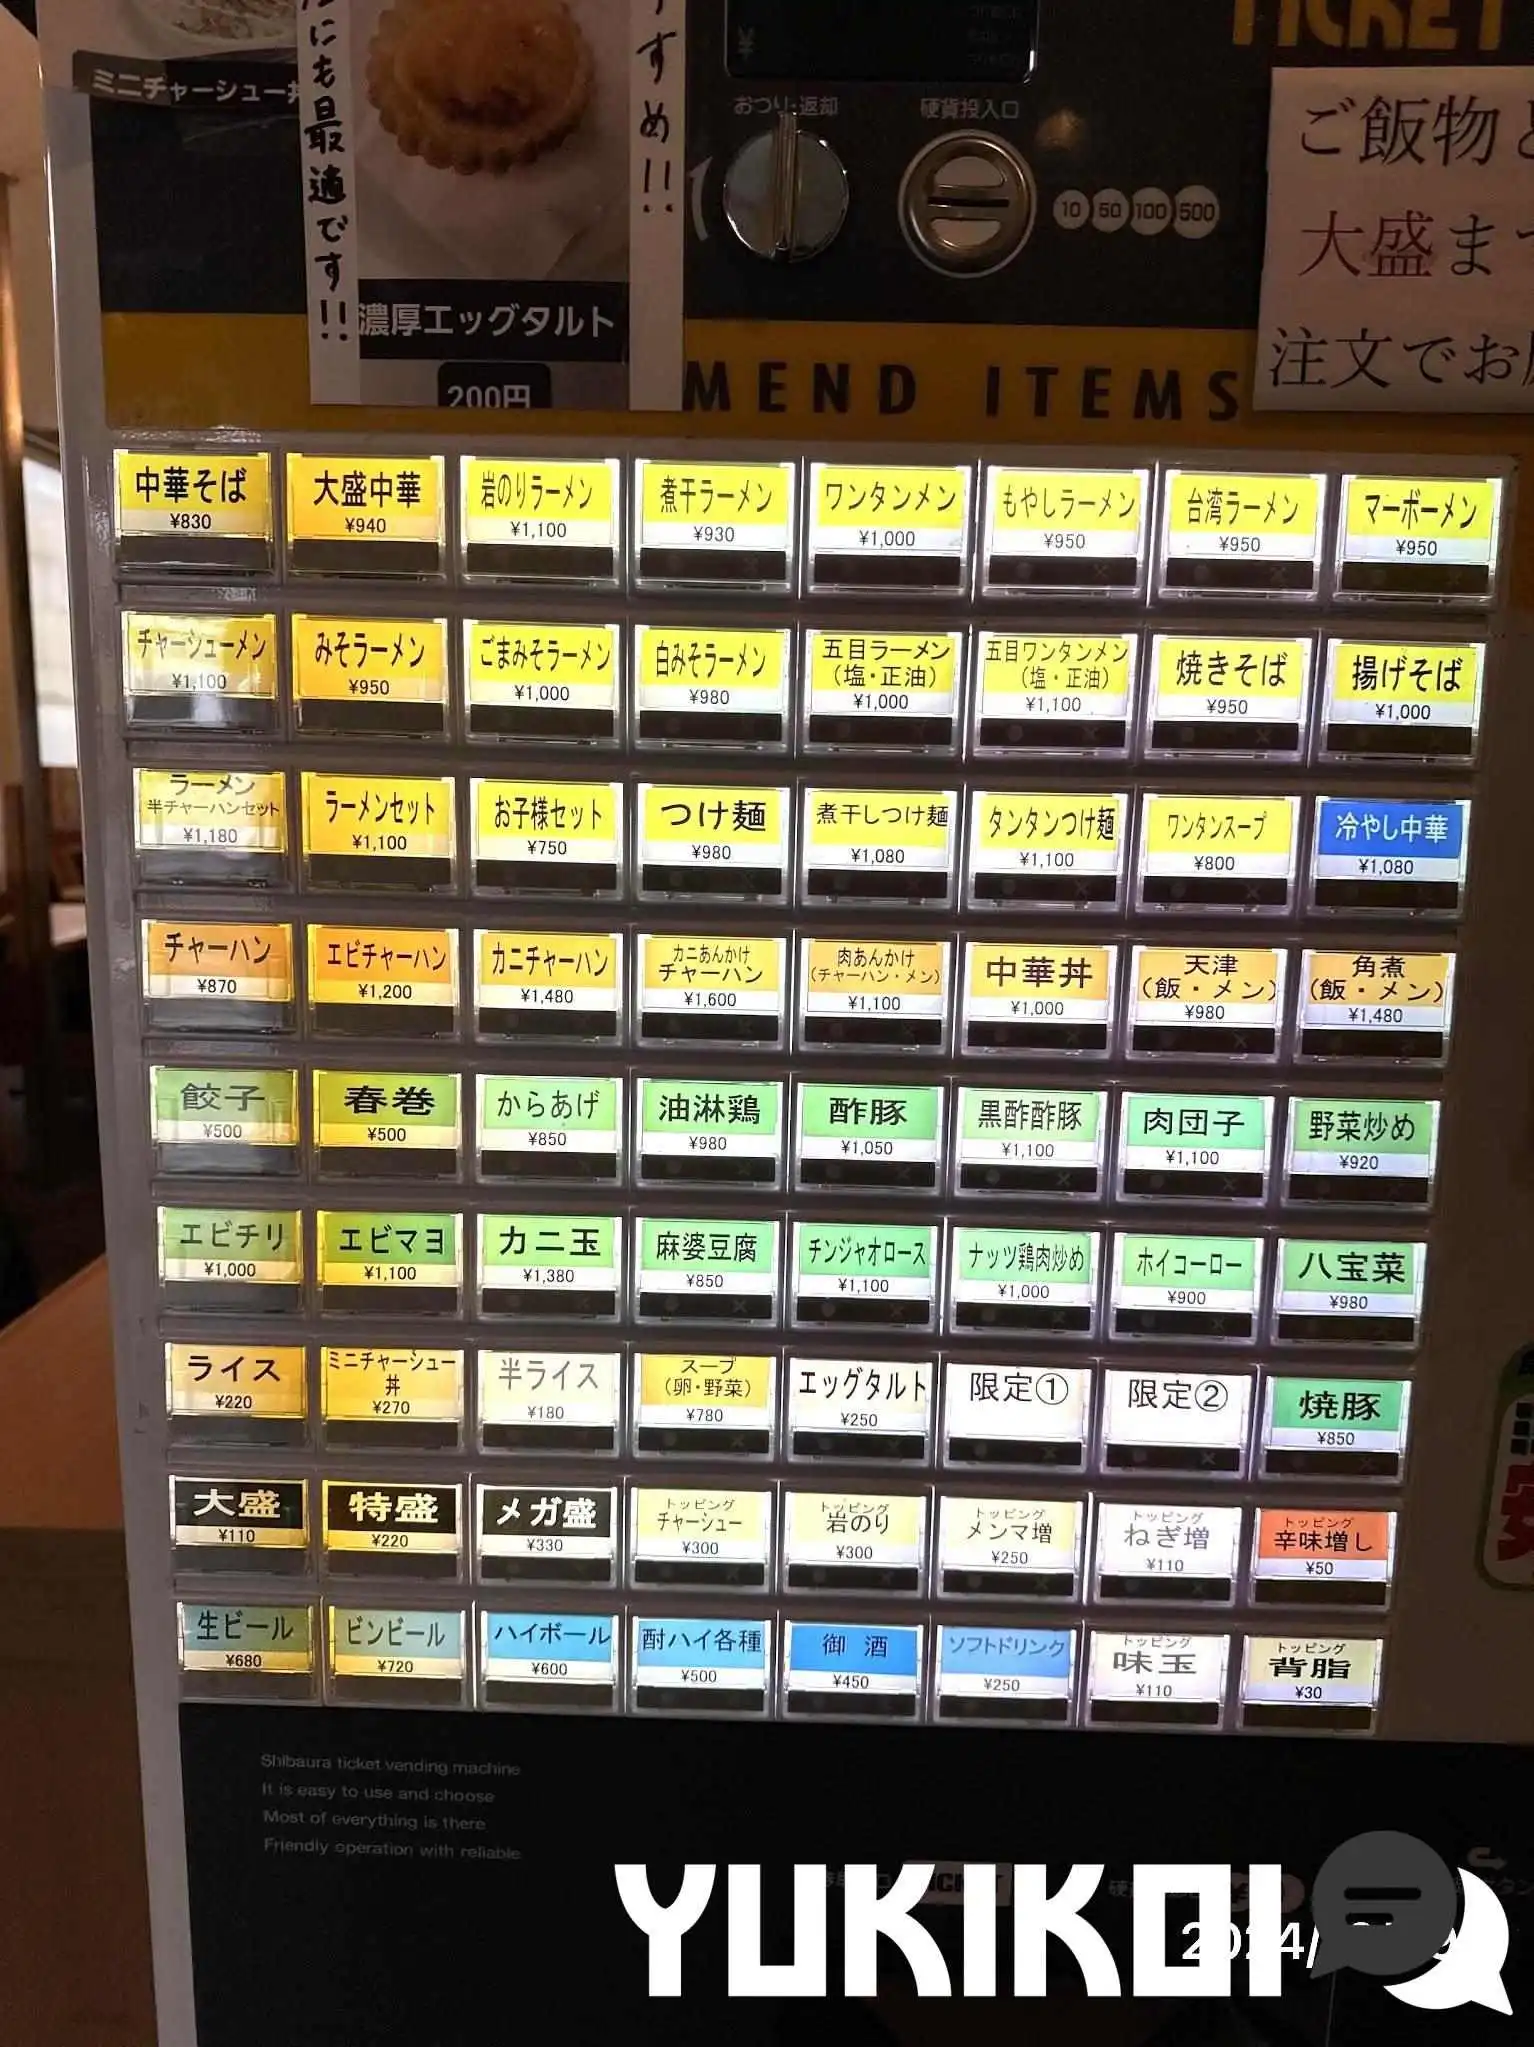 ミニチャーシュー丼
にも最適です!!
すめ!!
濃厚エッグタルト
200円
おつり・返却
硬貨投入口
10 50 100 500
TICKET
ご飯物と
大盛まで
注文でお
MEND ITEMS
中華そば ¥830
大盛中華 ¥940
岩のりラーメン ¥1,100
煮干ラーメン ¥930
ワンタンメン ¥1,000
もやしラーメン ¥950
台湾ラーメン ¥950
マーボーメン ¥950
チャーシューメン ¥1,100
みそラーメン ¥950
ごまみそラーメン ¥1,000
白みそラーメン ¥980
五目ラーメン (塩・正油) ¥1,000
五目ワンタンメン (塩・正油) ¥1,100
焼きそば ¥950
揚げそば ¥1,000
ラーメン 半チャーハンセット ¥1,180
ラーメンセット ¥1,100
お子様セット ¥750
つけ麺 ¥980
煮干しつけ麺 ¥1,080
タンタンつけ麺 ¥1,100
ワンタンスープ ¥800
冷やし中華 ¥1,080
チャーハン ¥870
エビチャーハン ¥1,200
カニチャーハン ¥1,480
カニあんかけ チャーハン ¥1,600
肉あんかけ (チャーハン・メン) ¥1,100
中華丼 ¥1,000
天津 (飯・メン) ¥980
角煮 (飯・メン) ¥1,480
餃子 ¥500
春巻 ¥500
からあげ ¥850
油淋鶏 ¥980
酢豚 ¥1,050
黒酢酢豚 ¥1,100
肉団子 ¥1,100
野菜炒め ¥920
エビチリ ¥1,000
エビマヨ ¥1,100
カニ玉 ¥1,380
麻婆豆腐 ¥850
チンジャオロース ¥1,100
ナッツ鶏肉炒め ¥1,000
ホイコーロー ¥900
八宝菜 ¥980
ライス ¥220
ミニチャーシュー丼 ¥270
半ライス ¥180
スープ (卵・野菜) ¥780
エッグタルト ¥250
限定①
限定②
焼豚 ¥850
大盛 ¥110
特盛 ¥220
メガ盛 ¥330
トッピング チャーシュー ¥300
トッピング 岩のり ¥300
トッピング メンマ増 ¥250
トッピング ねぎ増 ¥110
トッピング 辛味増し ¥50
生ビール ¥680
ビンビール ¥720
ハイボール ¥600
酎ハイ各種 ¥500
御酒 ¥450
ソフトドリンク ¥250
トッピング 味玉 ¥110
トッピング 背脂 ¥30
Shibaura ticket vending machine
It is easy to use and choose
Most of everything is there
Friendly operation with reliable
YUKIKOI
2024/